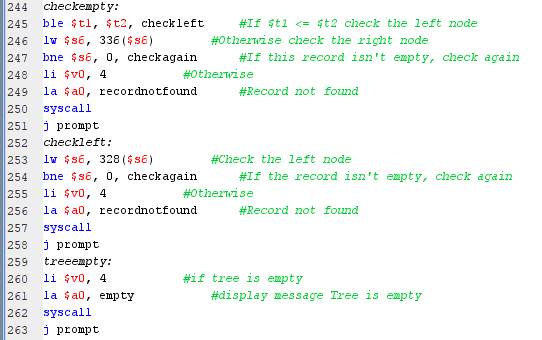 244 checkempty:
245 ble $t1, $t2, checkleft #If $t1 <= $t2 check the left node
246 lw $s6, 336($s6) #Otherwise check the right node
247 bne $s6, 0, checkagain #If this record isn't empty, check again
248 li $v0, 4 #Otherwise
249 la $a0, recordnotfound #Record not found
250 syscall
251 j prompt
252 checkleft:
253 lw $s6, 328($s6) #Check the left node
254 bne $s6, 0, checkagain #If the record isn't empty, check again
255 li $v0, 4 #Otherwise
256 la $a0, recordnotfound #Record not found
257 syscall
258 j prompt
259 treeempty:
260 li $v0, 4 #if tree is empty
261 la $a0, empty #display message Tree is empty
262 syscall
263 j prompt